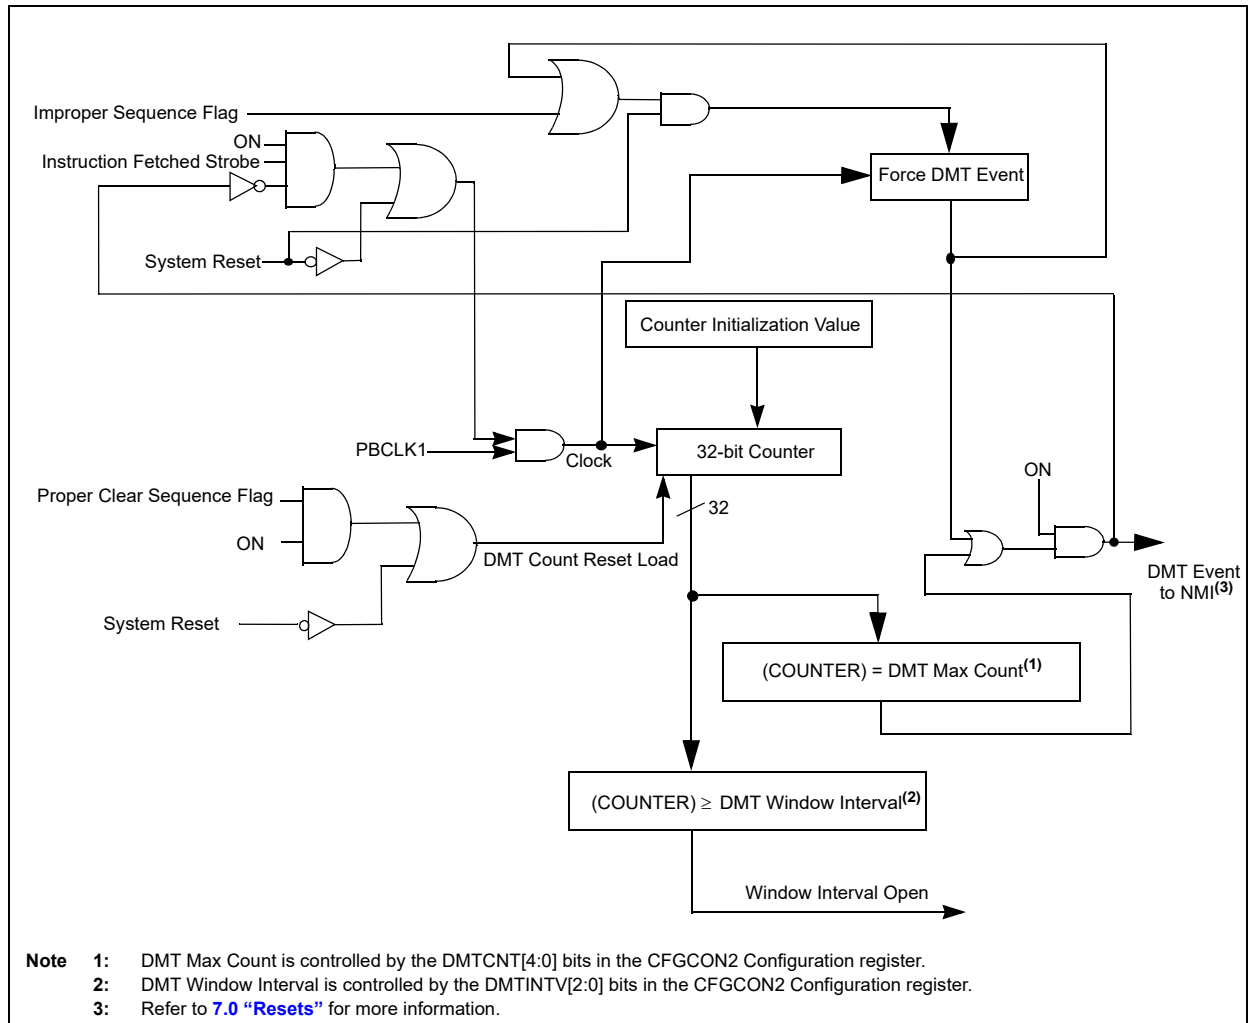 Improper Sequence Flag
ON
Instruction Fetched Strobe
Force DMT Event
System Reset
Counter Initialization Value
PBCLK1
Clock
32-bit Counter
ON
Proper Clear Sequence Flag
32
ON
DMT Count Reset Load
DMT Event
to NMI(3)
System Reset
(COUNTER) = DMT Max Count(1)
(COUNTER) ≥ DMT Window Interval(2)
Window Interval Open
Note 1: DMT Max Count is controlled by the DMTCNT[4:0] bits in the CFGCON2 Configuration register.
2: DMT Window Interval is controlled by the DMTINTV[2:0] bits in the CFGCON2 Configuration register.
3: Refer to 7.0 “Resets” for more information.